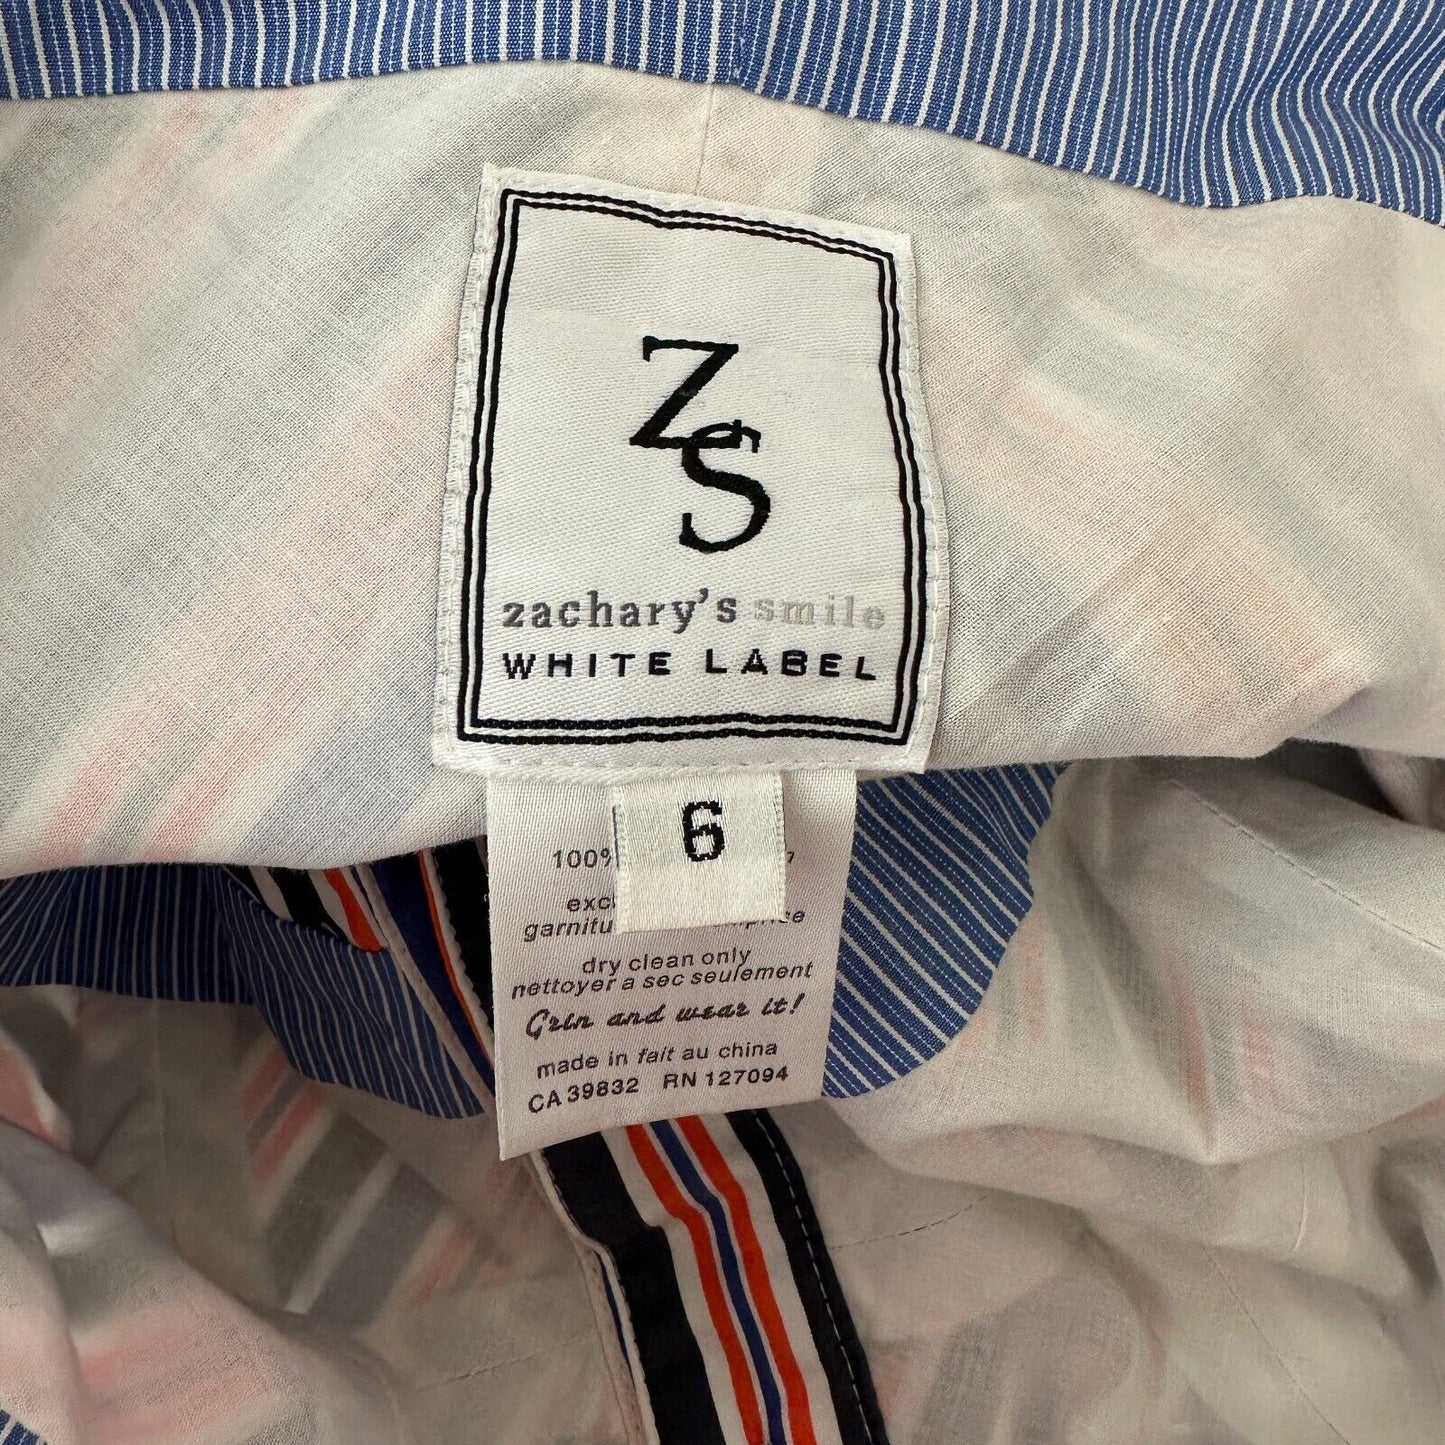 ZS
zachary's smile
WHITE LABEL
6
100%
garnitu
dry clean only
nettoyer a sec seulement
Grin and wear it!
made in fait au china
CA 39832 RN 127094